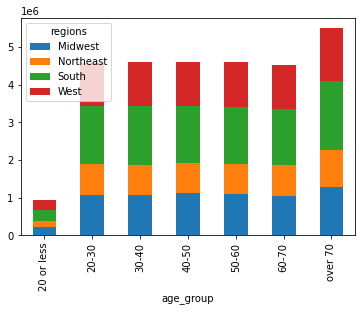 1e6
regions
Midwest
Northeast
South
West
5
4
3
2
1
0
20 or less
20-30
30-40
40-50
50-60
60-70
over 70
age_group